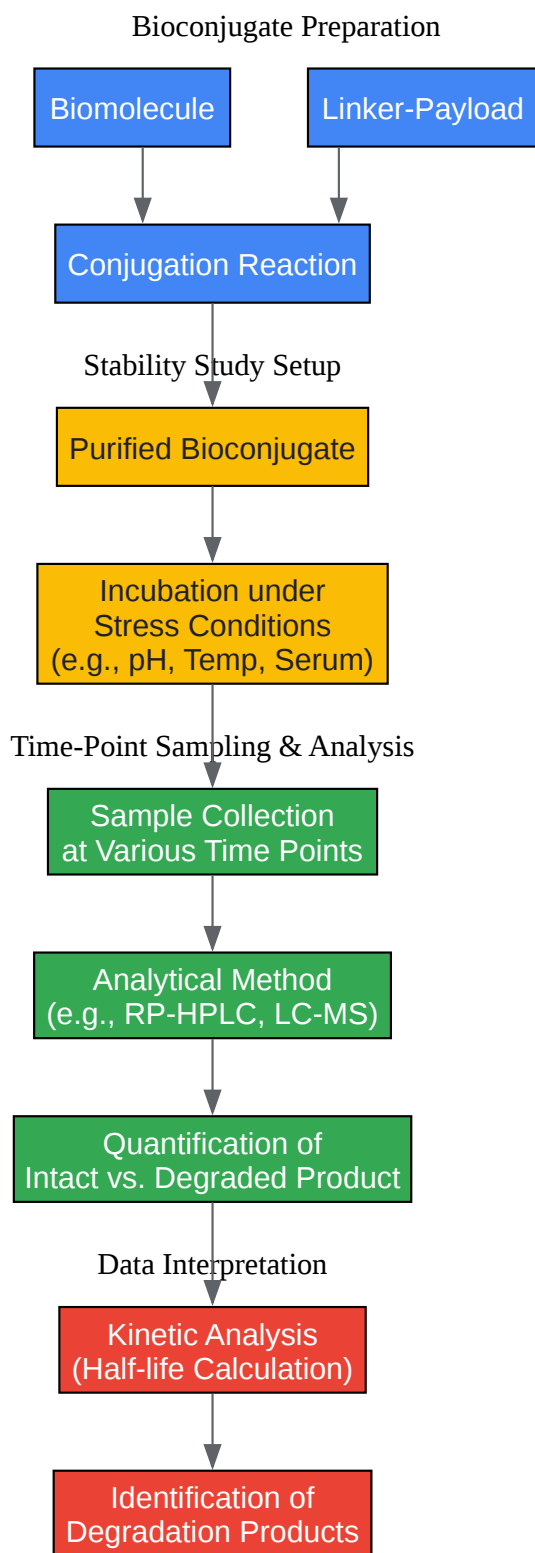 Bioconjugate Preparation
Biomolecule
Linker-Payload
Conjugation Reaction
Stability Study Setup
Purified Bioconjugate
Incubation under
Stress Conditions
(e.g., pH, Temp, Serum)
Time-Point Sampling & Analysis
Sample Collection
at Various Time Points
Analytical Method
(e.g., RP-HPLC, LC-MS)
Quantification of
Intact vs. Degraded Product
Data Interpretation
Kinetic Analysis
(Half-life Calculation)
Identification of
Degradation Products